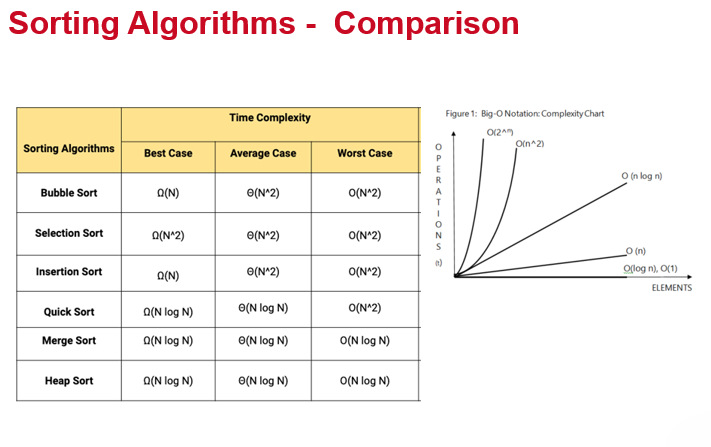 Sorting Algorithms -  Comparison
Sorting Algorithms
Time Complexity
Best Case Average Case Worst Case
Bubble Sort Ω(N) Θ(N^2) O(N^2)
Selection Sort Ω(N^2) Θ(N^2) O(N^2)
Insertion Sort Ω(N) Θ(N^2) O(N^2)
Quick Sort Ω(N log N) Θ(N log N) O(N^2)
Merge Sort Ω(N log N) Θ(N log N) O(N log N)
Heap Sort Ω(N log N) Θ(N log N) O(N log N)
Figure 1: Big-O Notation: Complexity Chart
OPERATIONS
(t)
O(2^n)
O(n^2)
O (n log n)
O (n)
O(log n), O(1)
ELEMENTS